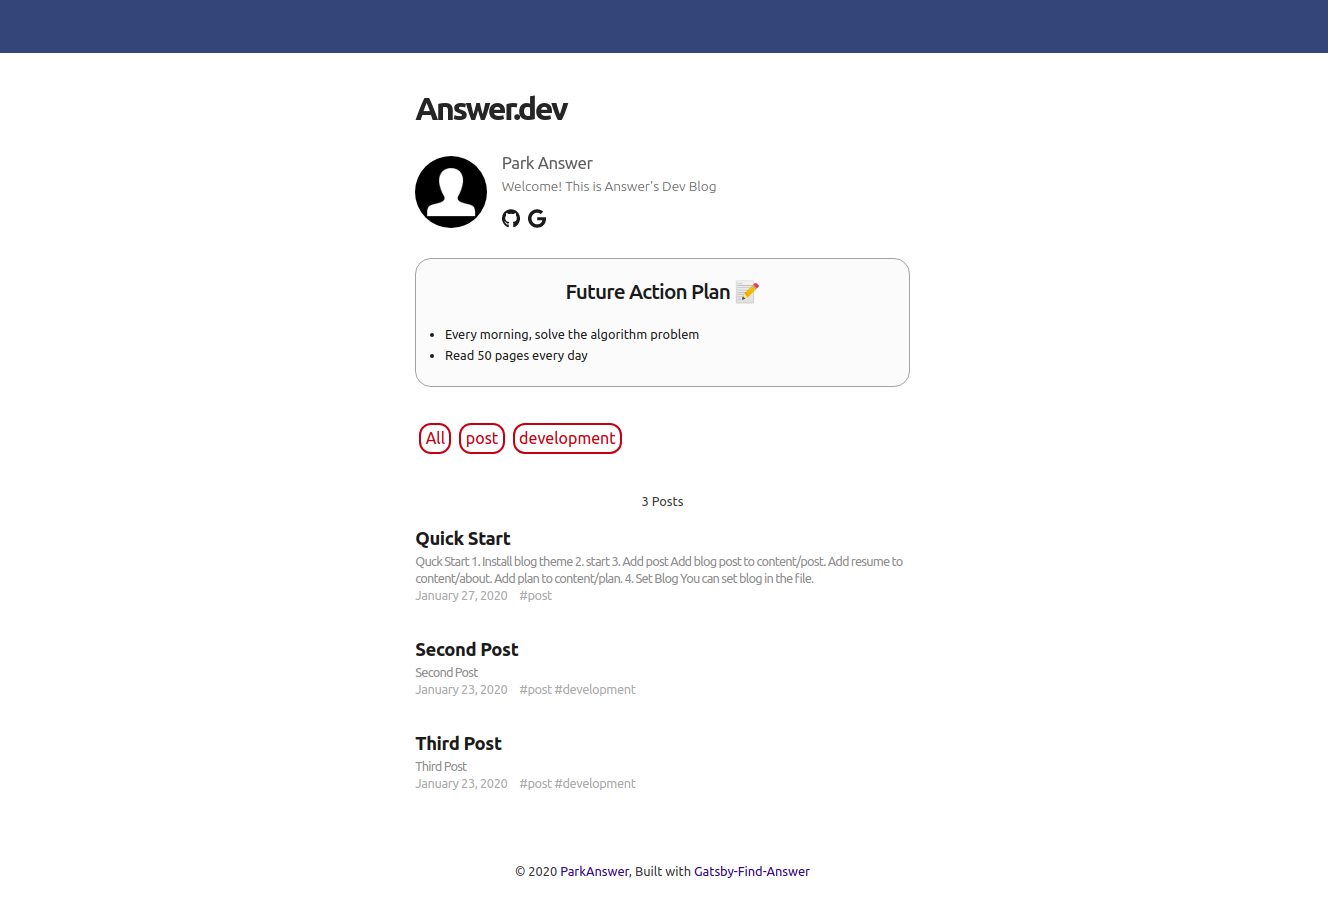 Answer.dev
Park Answer
Welcome! This is Answer's Dev Blog
Future Action Plan 📝
• Every morning, solve the algorithm problem
• Read 50 pages every day
All post development
3 Posts
Quick Start
Quck Start 1. Install blog theme 2. start 3. Add post Add blog post to content/post. Add resume to
content/about. Add plan to content/plan. 4. Set Blog You can set blog in the file.
January 27, 2020 #post
Second Post
Second Post
January 23, 2020 #post #development
Third Post
Third Post
January 23, 2020 #post #development
© 2020 ParkAnswer, Built with Gatsby-Find-Answer